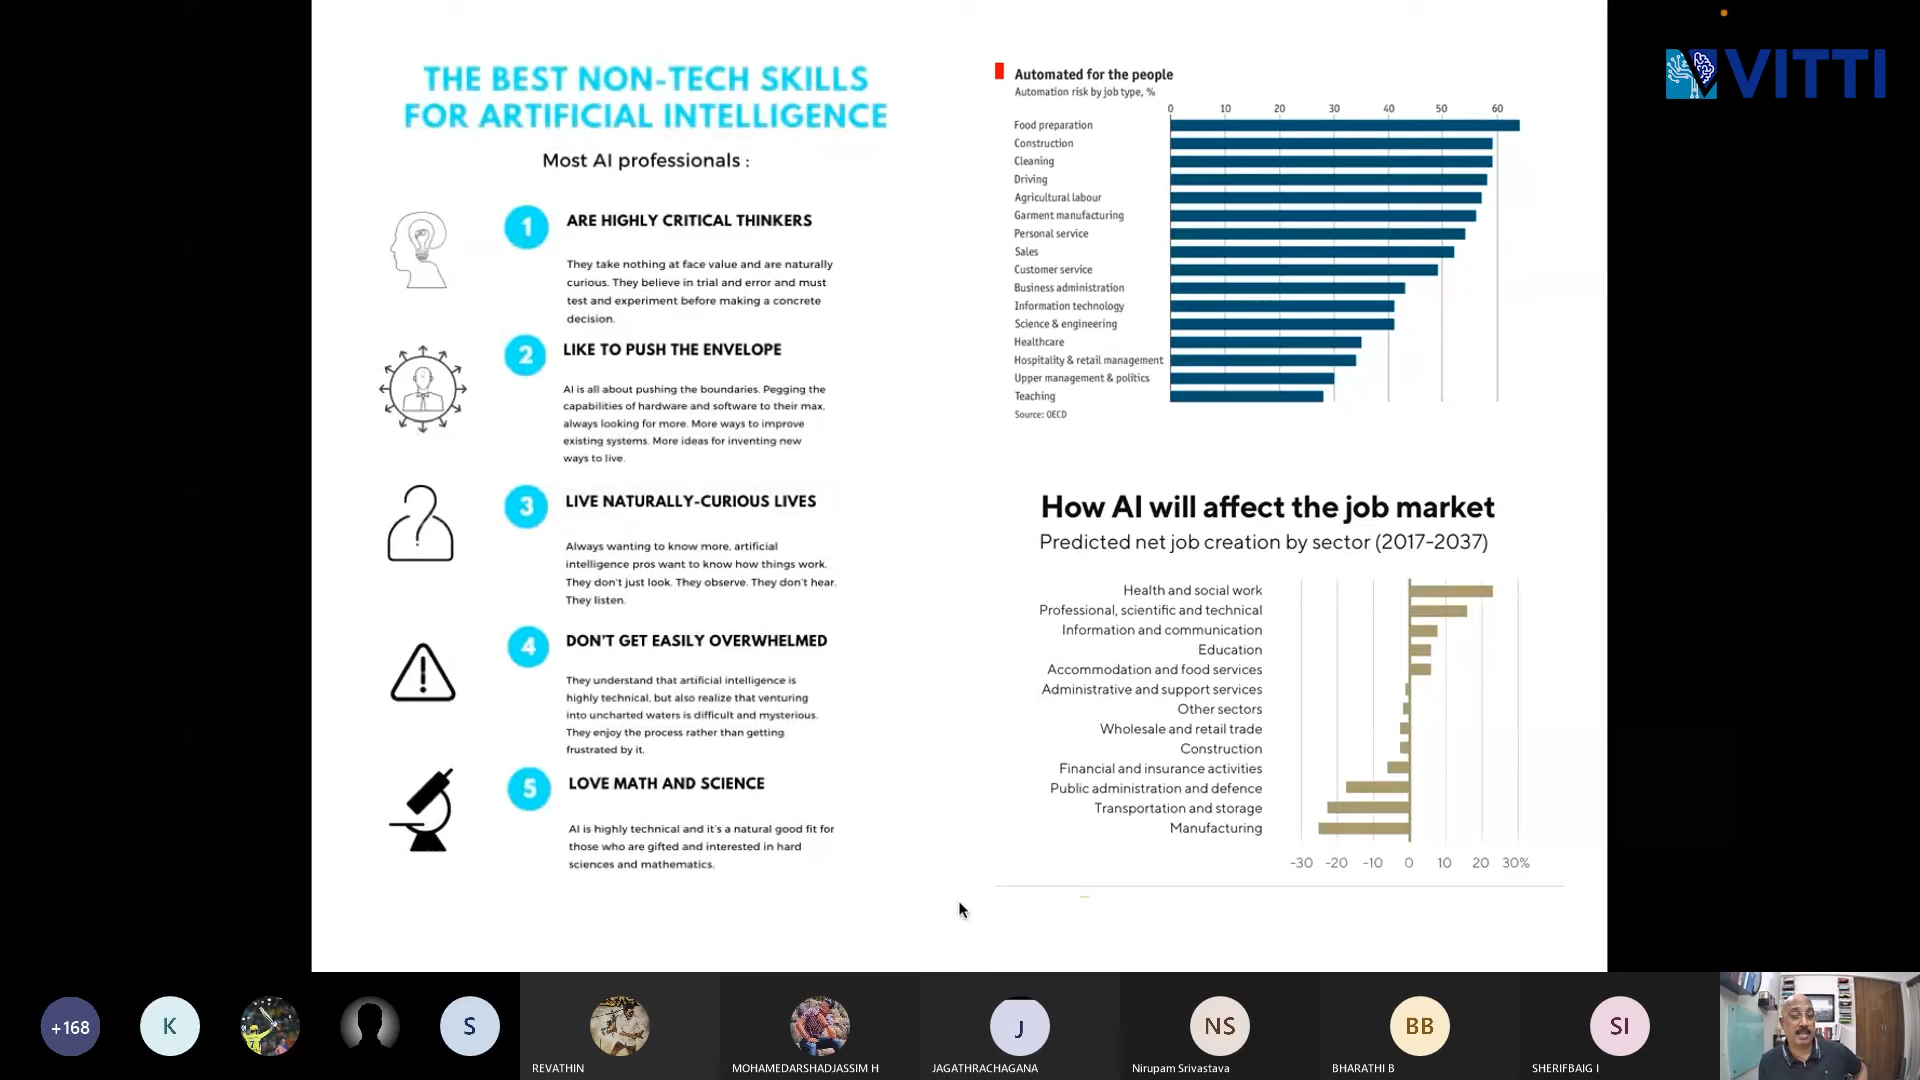 VITTI
THE BEST NON-TECH SKILLS
FOR ARTIFICIAL INTELLIGENCE
Most AI professionals :
1
ARE HIGHLY CRITICAL THINKERS
They take nothing at face value and are naturally
curious. They believe in trial and error and must
test and experiment before making a concrete
decision.
2
LIKE TO PUSH THE ENVELOPE
AI is all about pushing the boundaries. Pegging the
capabilities of hardware and software to their max,
always looking for more. More ways to improve
existing systems. More ideas for inventing new
ways to live.
3
LIVE NATURALLY-CURIOUS LIVES
Always wanting to know more, artificial
intelligence pros want to know how things work.
They don't just look. They observe. They don't hear.
They listen.
4
DON'T GET EASILY OVERWHELMED
They understand that artificial intelligence is
highly technical, but also realize that venturing
into uncharted waters is difficult and mysterious.
They enjoy the process rather than getting
frustrated by it.
5
LOVE MATH AND SCIENCE
AI is highly technical and it's a natural good fit for
those who are gifted and interested in hard
sciences and mathematics.
Automated for the people
Automation risk by job type, %
0 10 20 30 40 50 60
Food preparation
Construction
Cleaning
Driving
Agricultural labour
Garment manufacturing
Personal service
Sales
Customer service
Business administration
Information technology
Science & engineering
Healthcare
Hospitality & retail management
Upper management & politics
Teaching
Source: OECD
How AI will affect the job market
Predicted net job creation by sector (2017-2037)
Health and social work
Professional, scientific and technical
Information and communication
Education
Accommodation and food services
Administrative and support services
Other sectors
Wholesale and retail trade
Construction
Financial and insurance activities
Public administration and defence
Transportation and storage
Manufacturing
-30 -20 -10 0 10 20 30%
+168
K
S
REVATHIN
MOHAMEDARSHADJASSIM H
J
JAGATHRACHAGANA
NS
Nirupam Srivastava
BB
BHARATHI B
SI
SHERIFBAIG I